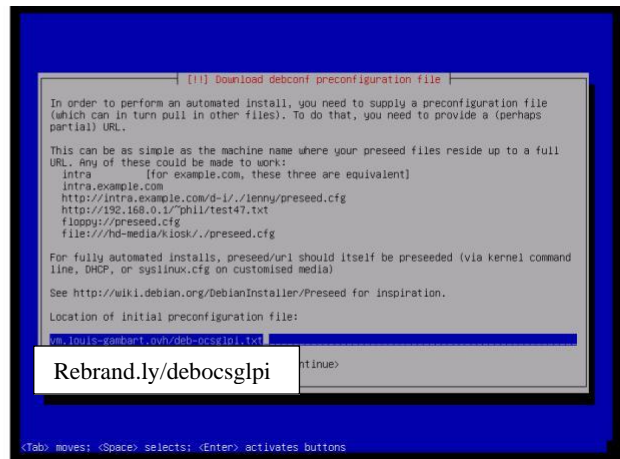 [!!] Download debconf preconfiguration file
In order to perform an automated install, you need to supply a preconfiguration file
(which can in turn pull in other files). To do that, you need to provide a (perhaps
partial) URL.
This can be as simple as the machine name where your preseed files reside up to a full
URL. Any of these could be made to work:
intra [for example.com, these three are equivalent]
intra.example.com
http://intra.example.com/d-i/./lenny/preseed.cfg
http://192.168.0.1/~phil/test47.txt
floppy://preseed.cfg
file:///hd-media/kiosk/./preseed.cfg
For fully automated installs, preseed/url should itself be preseeded (via kernel command
line, DHCP, or syslinux.cfg on customised media)
See http://wiki.debian.org/DebianInstaller/Preseed for inspiration.
Location of initial preconfiguration file:
vm.louis-gambart.ovh/deb-ocsglpi.txt
Rebrand.ly/debocsglpi
ntinue>
<Tab> moves; <Space> selects; <Enter> activates buttons